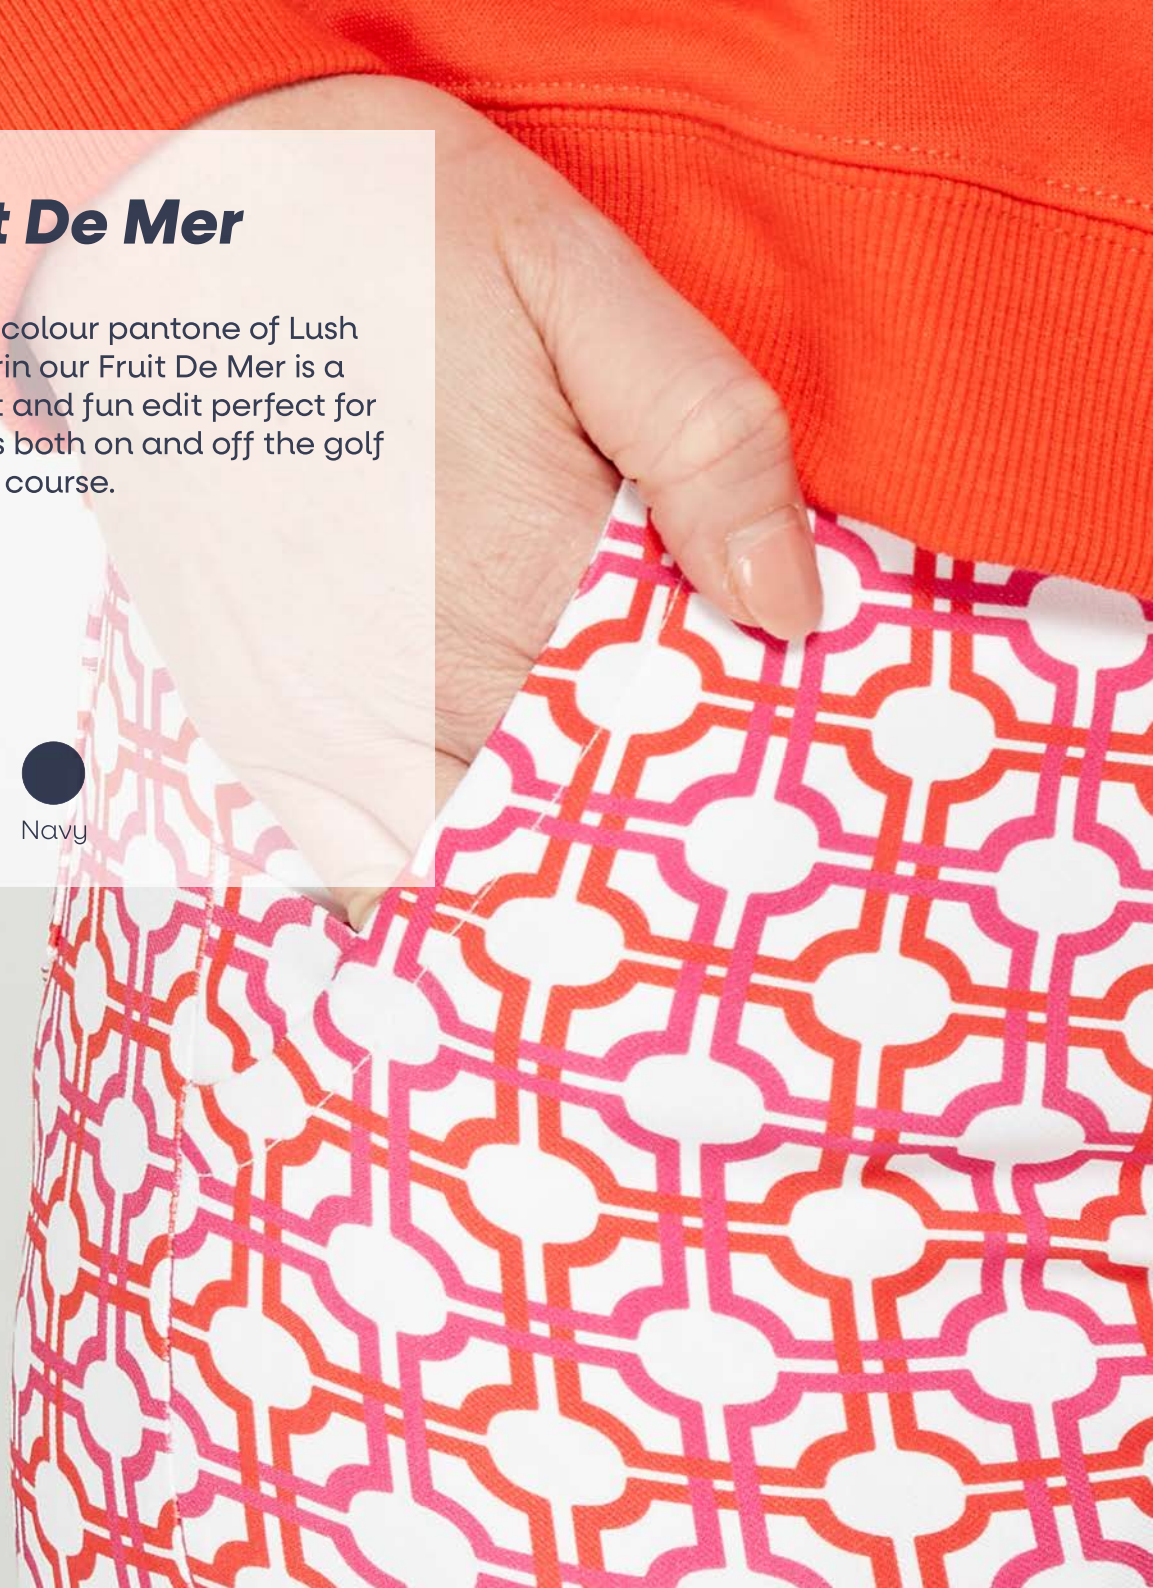 De Mer
colour pantone of Lush
our Fruit De Mer is a
and fun edit perfect for
both on and off the golf
course.
Navy